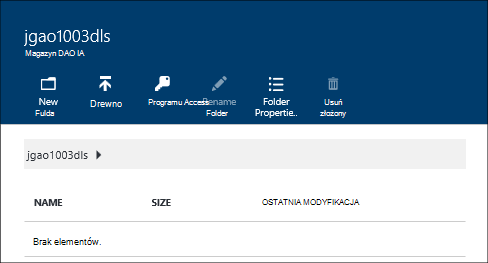 jgao1003dls
Magazyn DAO IA
New
Fulda
Drewno
Programu Access
Rename
Folder
Folder
Propertie..
Usuń
złożony
jgao1003dls
NAME SIZE OSTATNIA MODYFIKACJA
Brak elementów.